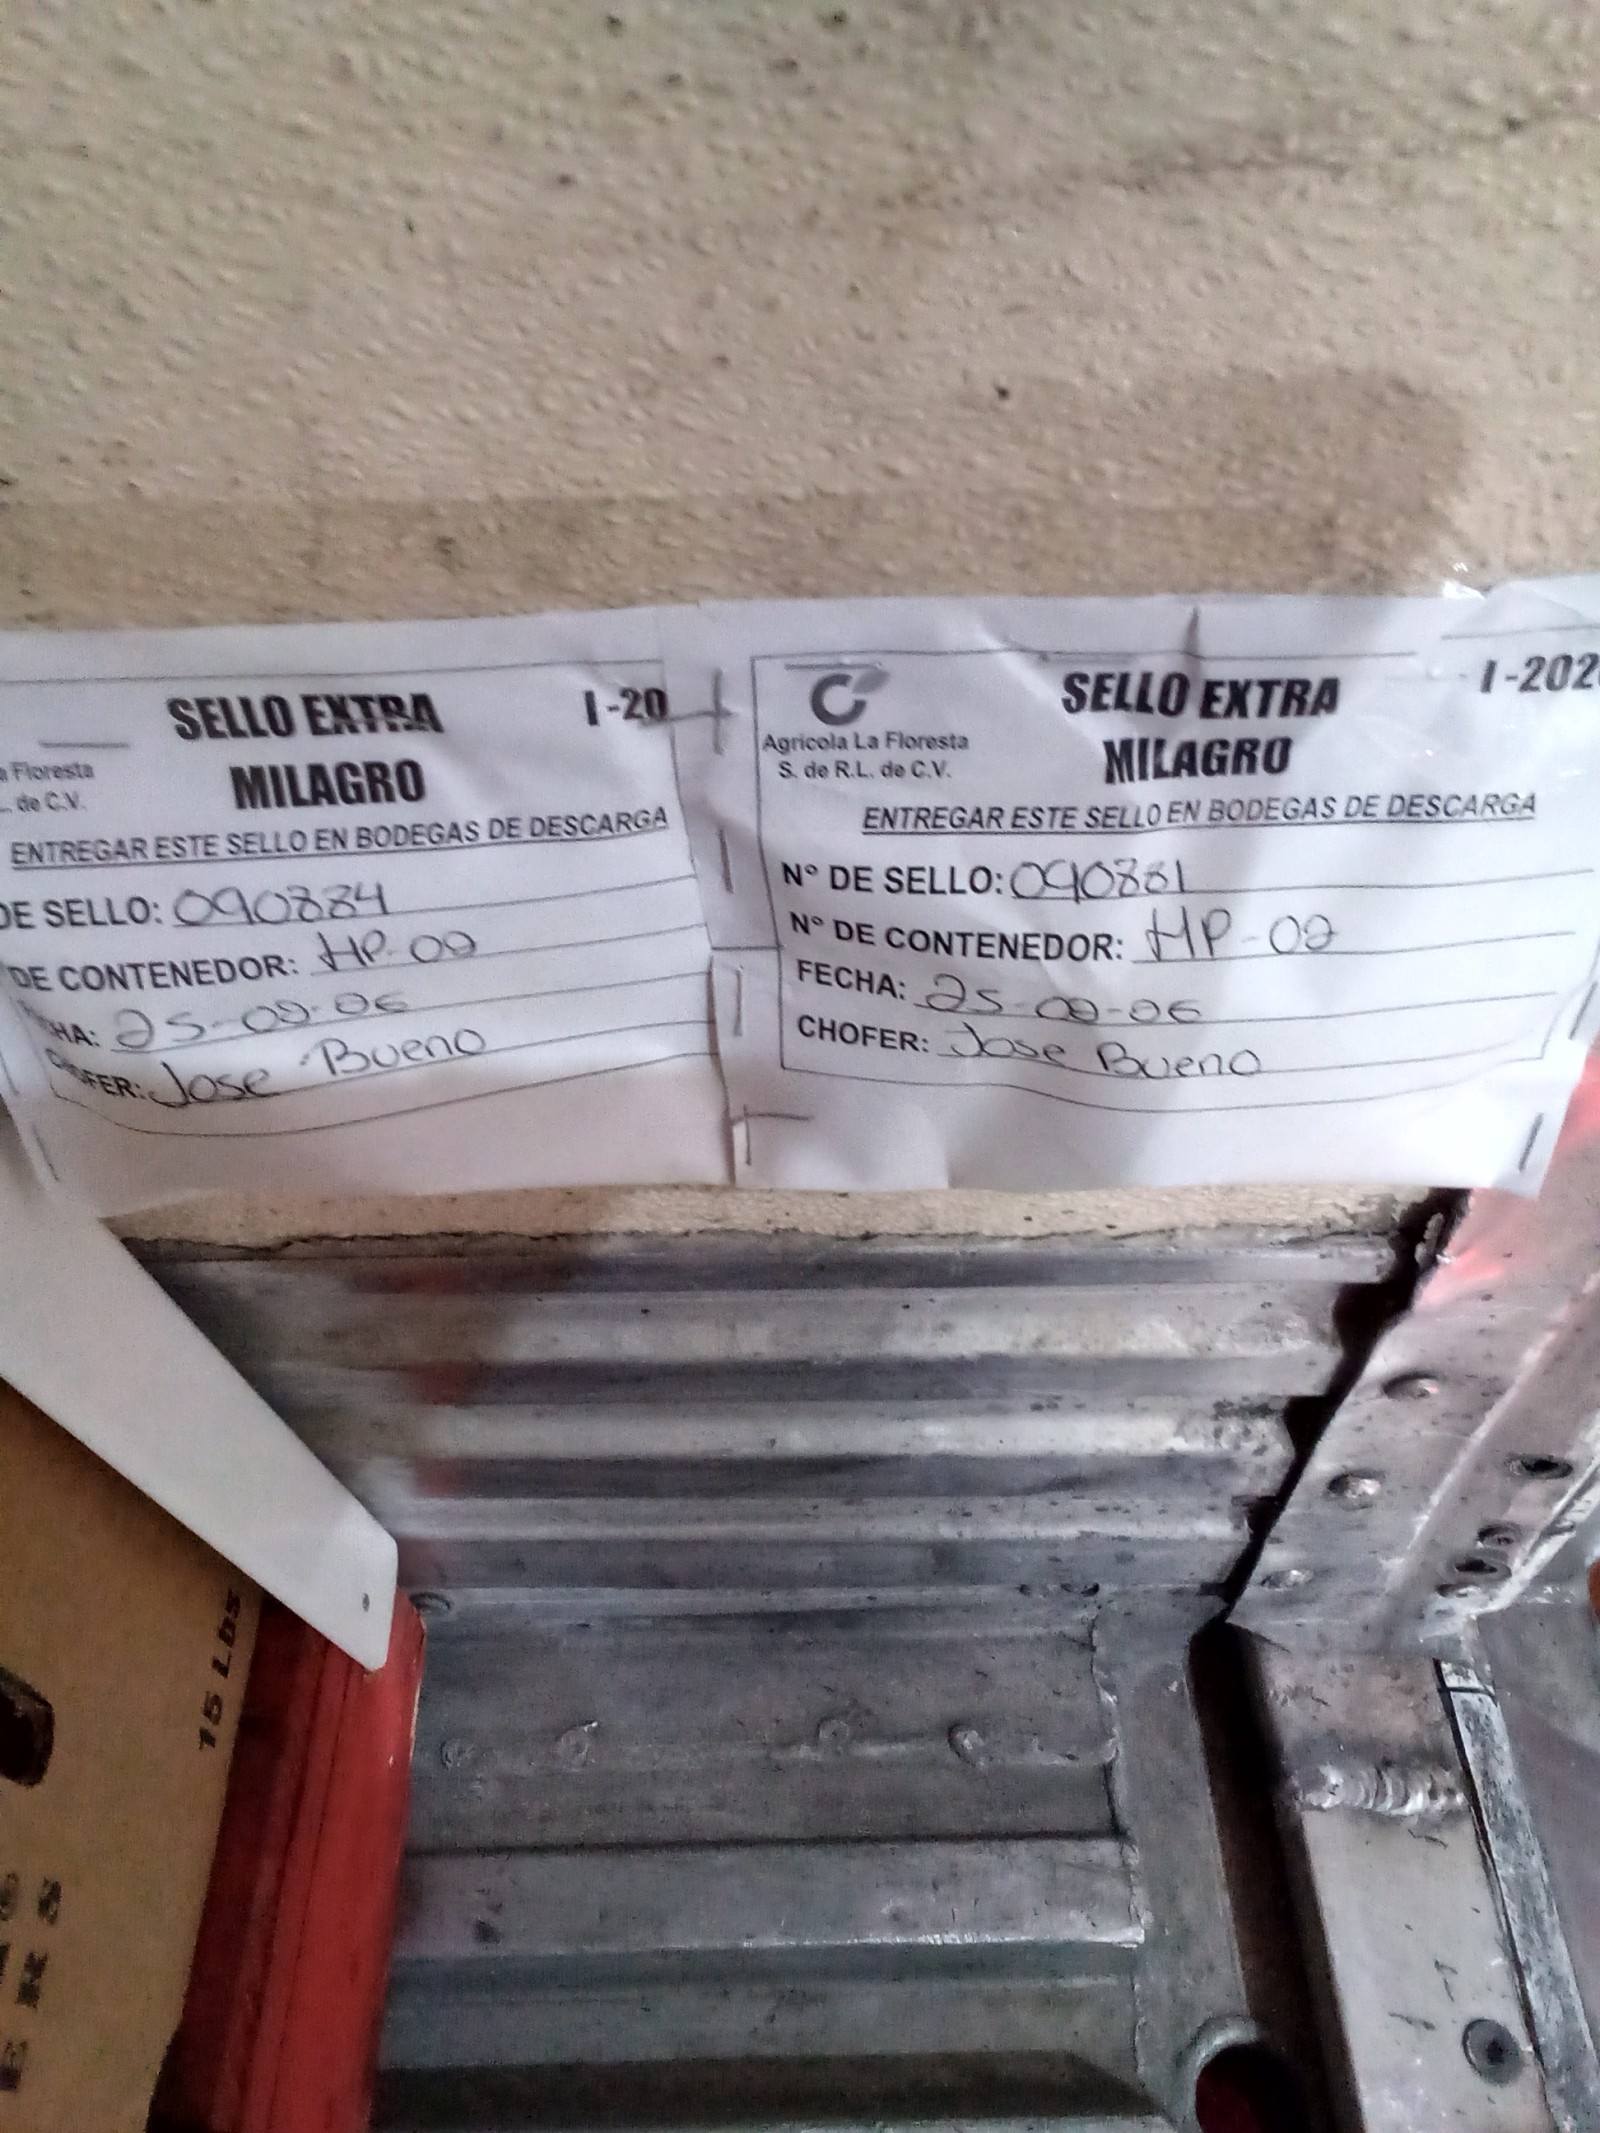 SELLO EXTRA I-20
MILAGRO
a Floresta
L. de C.V.
ENTREGAR ESTE SELLO EN BODEGAS DE DESCARGA
DE SELLO: 090884
DE CONTENEDOR: HP-02
HA: 25-02-06
CHOFER: Jose Bueno
SELLO EXTRA I-202
MILAGRO
Agricola La Floresta
S. de R.L. de C.V.
ENTREGAR ESTE SELLO EN BODEGAS DE DESCARGA
N° DE SELLO: 090881
N° DE CONTENEDOR: HP-02
FECHA: 25-02-06
CHOFER: Jose Bueno
15 Lbs